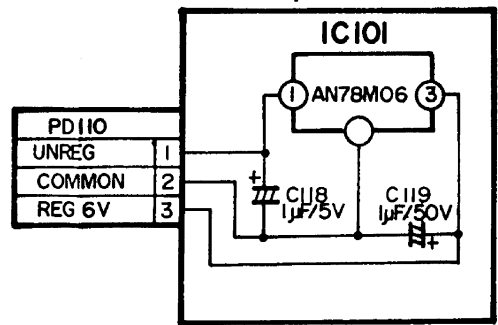 IC101
1 AN78M06 3
PD110
UNREG 1
COMMON 2
REG 6V 3
+ C118
1µF/5V
C119
1µF/50V
+